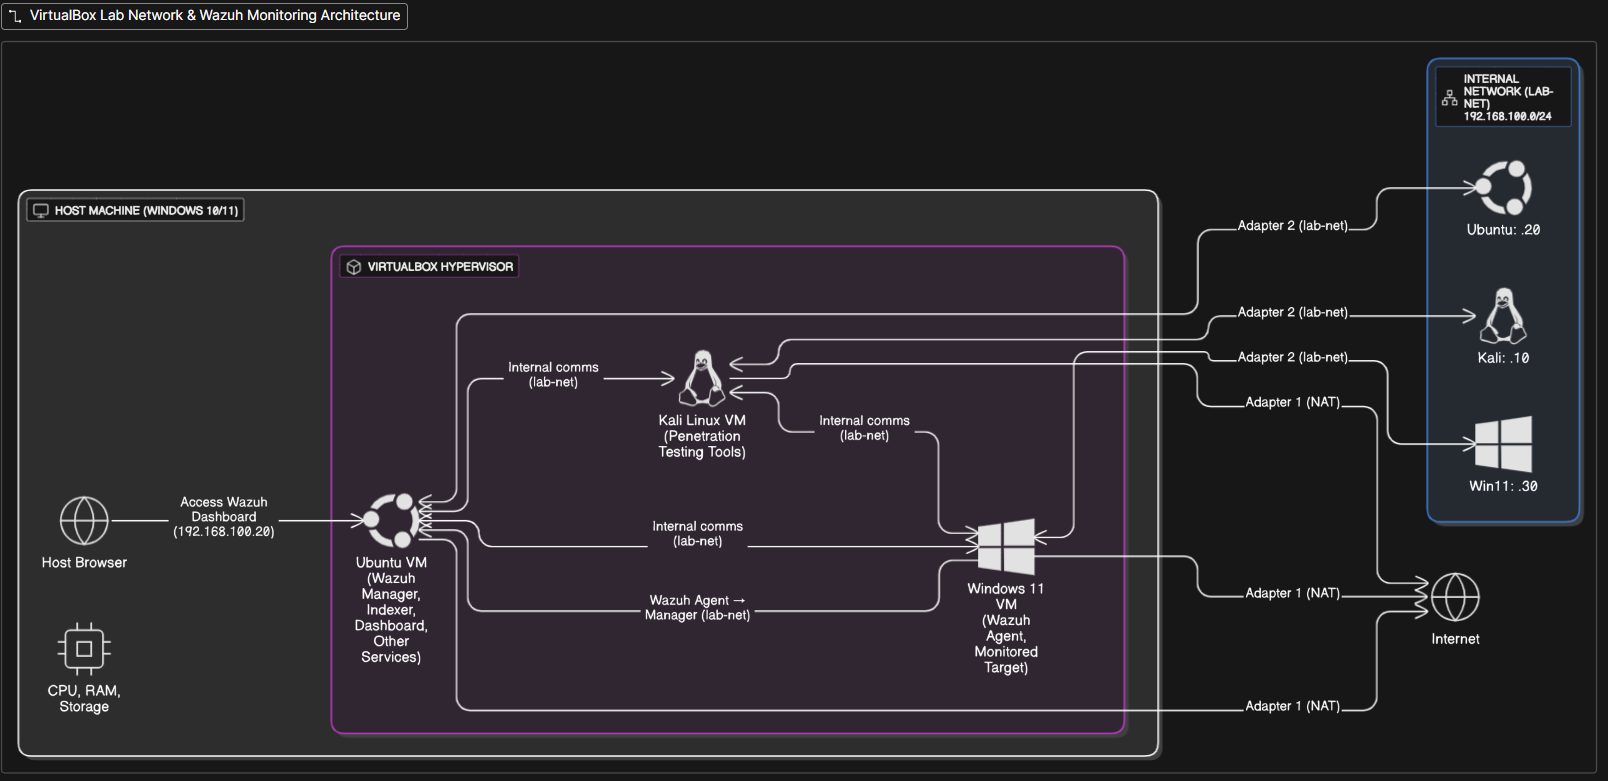 VirtualBox Lab Network & Wazuh Monitoring Architecture
INTERNAL
NETWORK (LAB-
NET)
192.168.100.0/24
HOST MACHINE (WINDOWS 10/11)
VIRTUALBOX HYPERVISOR
Adapter 2 (lab-net)
Ubuntu: .20
Adapter 2 (lab-net)
Kali: .10
Adapter 2 (lab-net)
Adapter 1 (NAT)
Win11: .30
Internal comms
(lab-net)
Kali Linux VM
(Penetration
Testing Tools)
Internal comms
(lab-net)
Access Wazuh
Dashboard
(192.168.100.20)
Host Browser
Internal comms
(lab-net)
Ubuntu VM
(Wazuh
Manager,
Indexer,
Dashboard,
Other
Services)
Wazuh Agent →
Manager (lab-net)
Windows 11
VM
(Wazuh
Agent,
Monitored
Target)
Adapter 1 (NAT)
Internet
CPU, RAM,
Storage
Adapter 1 (NAT)